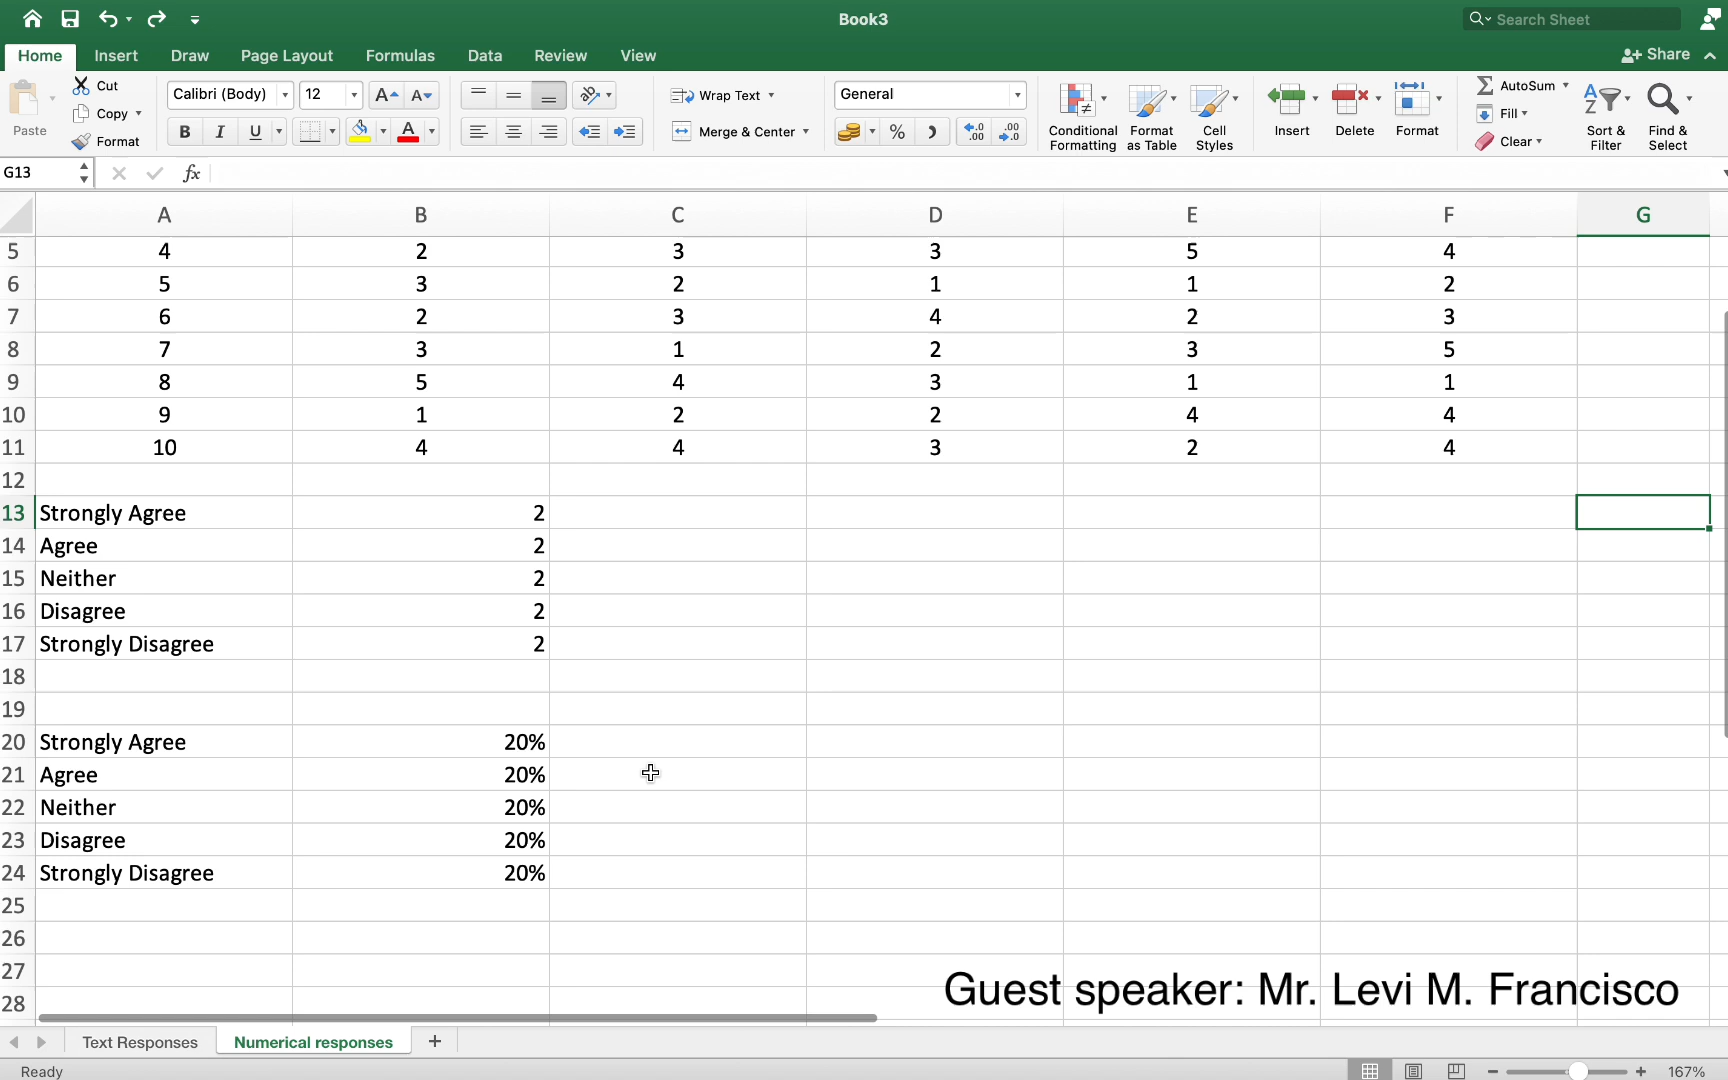 Book3
Search Sheet
Home Insert Draw Page Layout Formulas Data Review View Share
Paste Cut Copy Format
Calibri (Body) 12 A A
B I U A
Wrap Text
Merge & Center
General
% .0 .00 .00 .0
Conditional Formatting
Format as Table
Cell Styles
Insert Delete Format
AutoSum
Fill
Clear
Sort & Filter
Find & Select
G13 fx
A B C D E F G
5 4 2 3 3 5 4
6 5 3 2 1 1 2
7 6 2 3 4 2 3
8 7 3 1 2 3 5
9 8 5 4 3 1 1
10 9 1 2 2 4 4
11 10 4 4 3 2 4
12
13 Strongly Agree 2
14 Agree 2
15 Neither 2
16 Disagree 2
17 Strongly Disagree 2
18
19
20 Strongly Agree 20%
21 Agree 20%
22 Neither 20%
23 Disagree 20%
24 Strongly Disagree 20%
25
26
27
28
Guest speaker: Mr. Levi M. Francisco
Text Responses Numerical responses +
Ready 167%